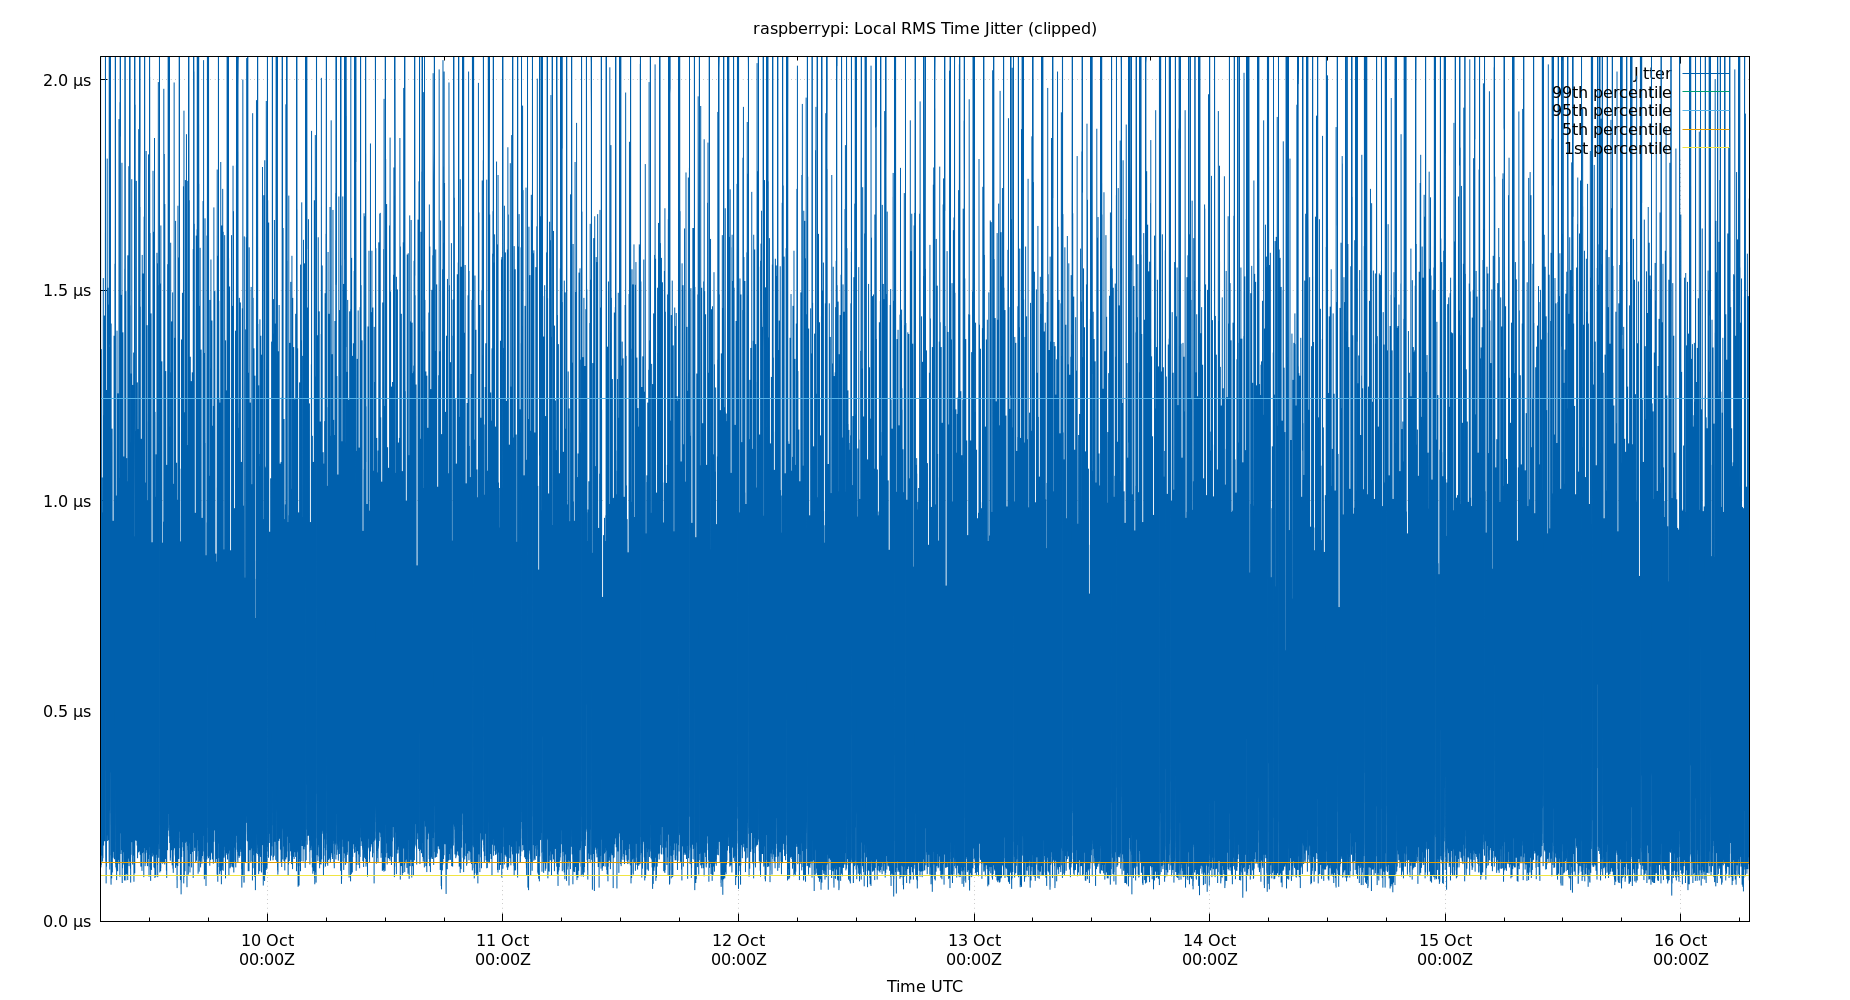 raspberrypi: Local RMS Time Jitter (clipped)
2.0 μs
1.5 μs
1.0 μs
0.5 μs
0.0 μs
Jitter
99th percentile
95th percentile
5th percentile
1st percentile
10 Oct
00:00Z
11 Oct
00:00Z
12 Oct
00:00Z
13 Oct
00:00Z
14 Oct
00:00Z
15 Oct
00:00Z
16 Oct
00:00Z
Time UTC